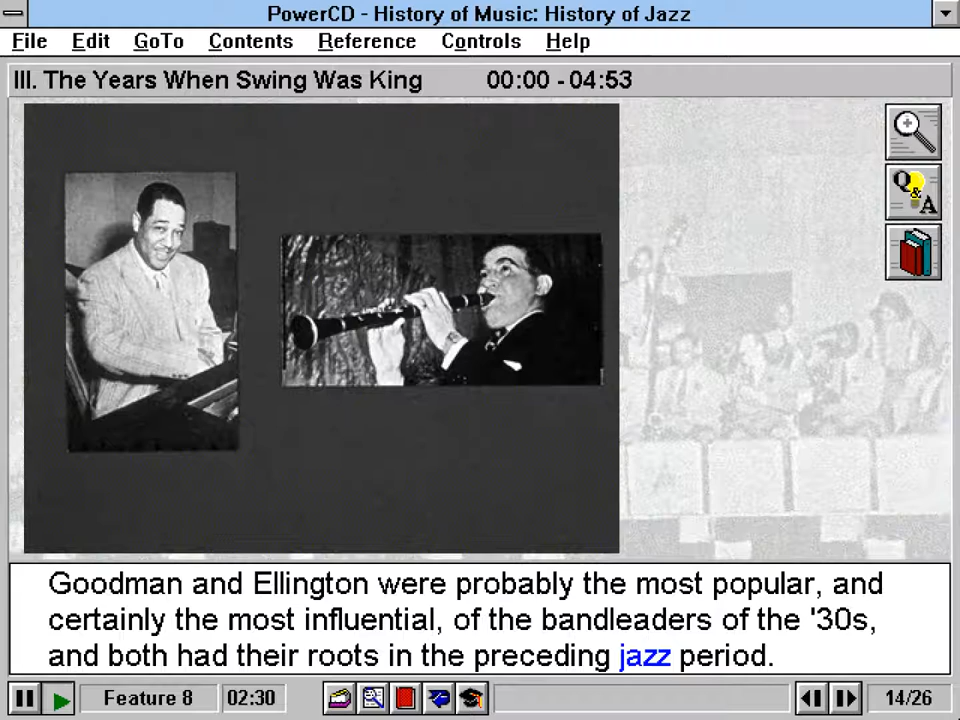 PowerCD - History of Music: History of Jazz
File Edit GoTo Contents Reference Controls Help
III. The Years When Swing Was King 00:00 - 04:53
Q & A
Goodman and Ellington were probably the most popular, and
certainly the most influential, of the bandleaders of the '30s,
and both had their roots in the preceding jazz period.
Feature 8 02:30 14/26